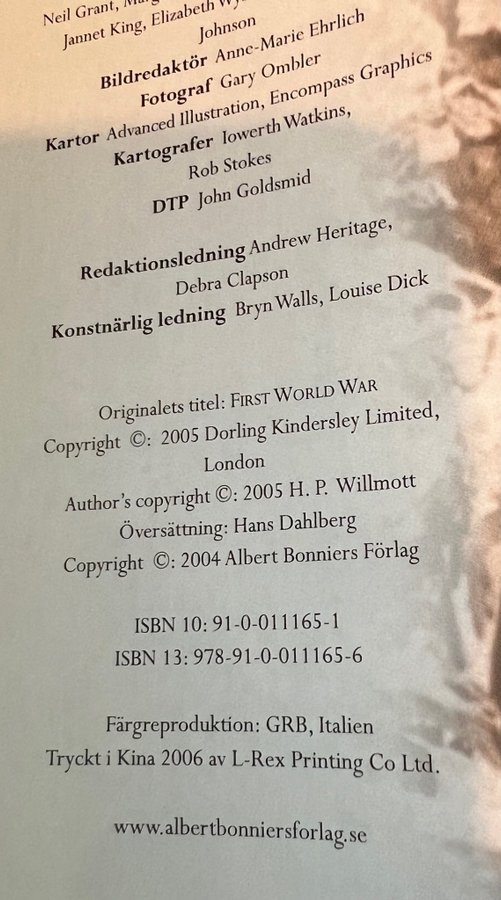 Neil Grant,
Jannet King, Elizabeth
Johnson
Bildredaktör Anne-Marie Ehrlich
Fotograf Gary Ombler
Kartor Advanced Illustration, Encompass Graphics
Kartografer Iowerth Watkins,
Rob Stokes
DTP John Goldsmid
Redaktionsledning Andrew Heritage,
Debra Clapson
Konstnärlig ledning Bryn Walls, Louise Dick
Originalets titel: FIRST WORLD WAR
Copyright ©: 2005 Dorling Kindersley Limited,
London
Author's copyright ©: 2005 H. P. Willmott
Översättning: Hans Dahlberg
Copyright ©: 2004 Albert Bonniers Förlag
ISBN 10: 91-0-011165-1
ISBN 13: 978-91-0-011165-6
Färgreproduktion: GRB, Italien
Tryckt i Kina 2006 av L-Rex Printing Co Ltd.
www.albertbonniersforlag.se